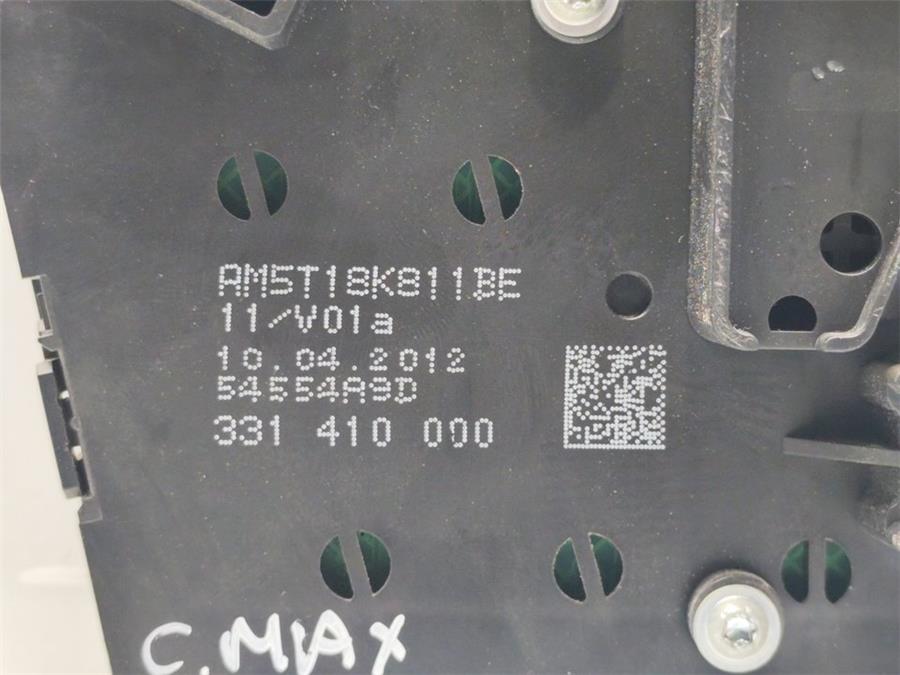 AM5T18K811BE
11/V01a
10.04.2012
54554A9D
331 410 000
C.MAX